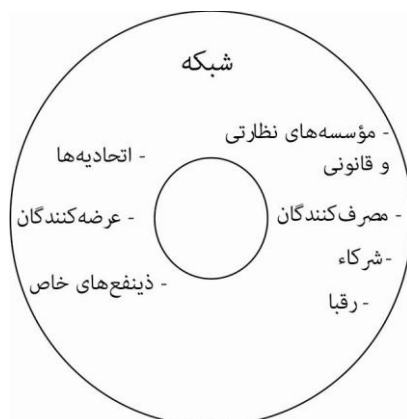 شبکه
- مؤسسه‌های نظارتی
و قانونی
- مصرف‌کنندگان
-شرکاء
- رقبا
- اتحادیه‌ها
- عرضه‌کنندگان
- ذینفع‌های خاص